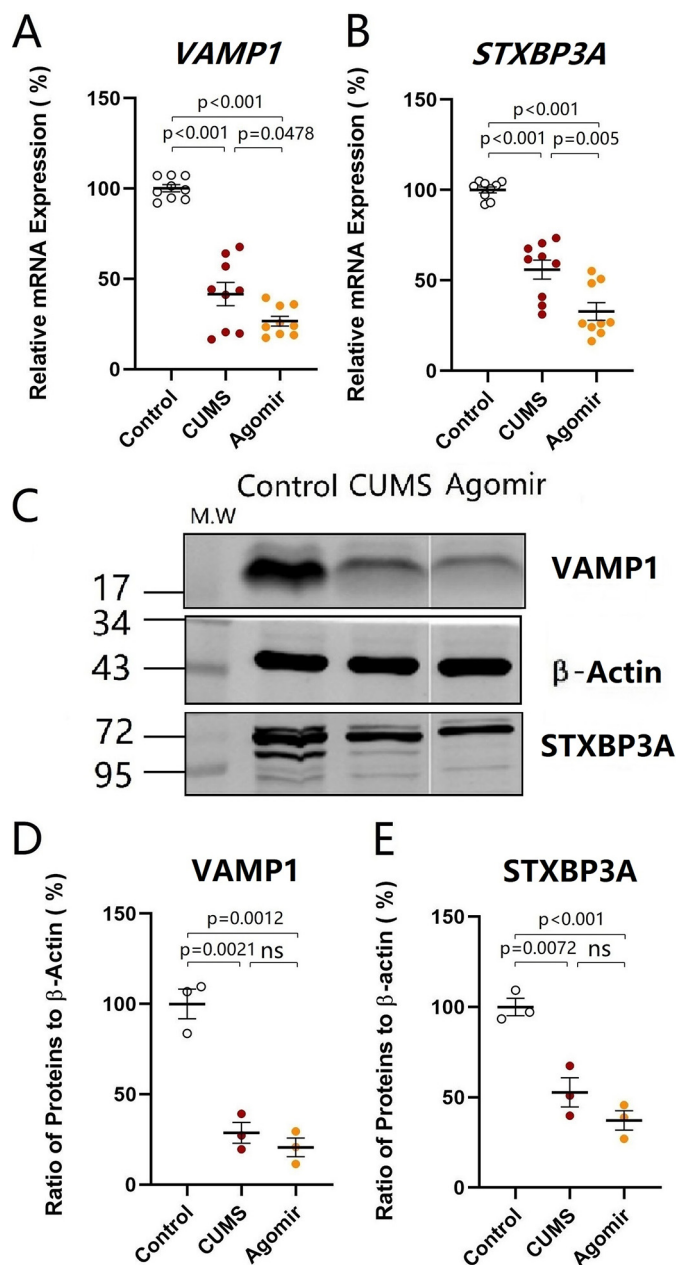 A
VAMP1
Relative mRNA Expression ( %)
150
100
50
0
p<0.001
p<0.001 p=0.0478
Control
CUMS
Agomir
B
STXBP3A
Relative mRNA Expression ( %)
150
100
50
0
p<0.001
p<0.001 p=0.005
Control
CUMS
Agomir
C
Control CUMS Agomir
M.W
17
VAMP1
34
43
β-Actin
72
95
STXBP3A
D
VAMP1
Ratio of Proteins to β-Actin ( %)
150
100
50
0
p=0.0012
p=0.0021 ns
Control
CUMS
Agomir
E
STXBP3A
Ratio of Proteins to β-actin ( %)
150
100
50
0
p<0.001
p=0.0072 ns
Control
CUMS
Agomir